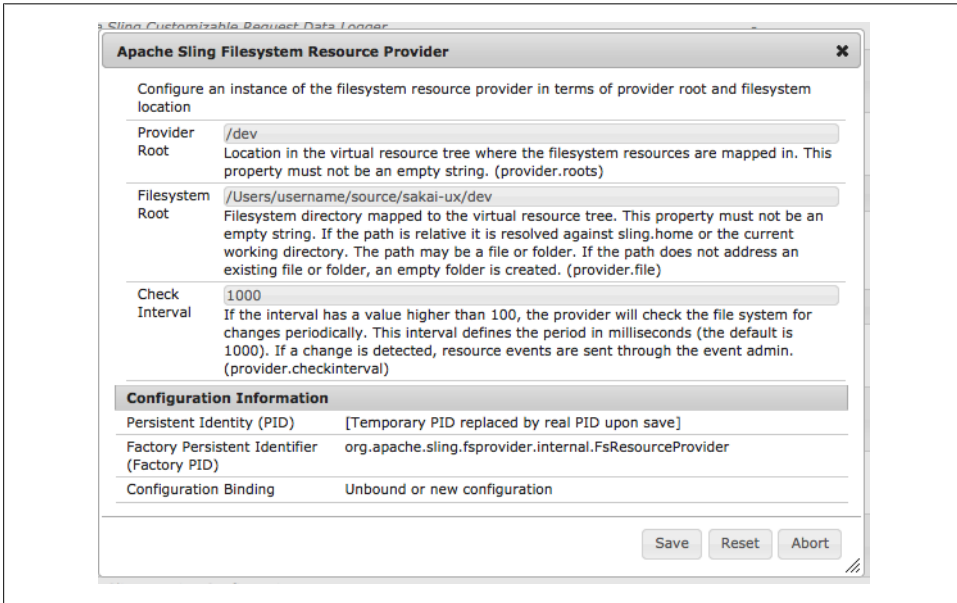 e Sling Customizable Request Data Logger
Apache Sling Filesystem Resource Provider
Configure an instance of the filesystem resource provider in terms of provider root and filesystem
location
Provider
Root
/dev
Location in the virtual resource tree where the filesystem resources are mapped in. This
property must not be an empty string. (provider.roots)
Filesystem
Root
/Users/username/source/sakai-ux/dev
Filesystem directory mapped to the virtual resource tree. This property must not be an
empty string. If the path is relative it is resolved against sling.home or the current
working directory. The path may be a file or folder. If the path does not address an
existing file or folder, an empty folder is created. (provider.file)
Check
Interval
1000
If the interval has a value higher than 100, the provider will check the file system for
changes periodically. This interval defines the period in milliseconds (the default is
1000). If a change is detected, resource events are sent through the event admin.
(provider.checkinterval)
Configuration Information
Persistent Identity (PID) [Temporary PID replaced by real PID upon save]
Factory Persistent Identifier
(Factory PID)
org.apache.sling.fsprovider.internal.FsResourceProvider
Configuration Binding Unbound or new configuration
Save Reset Abort